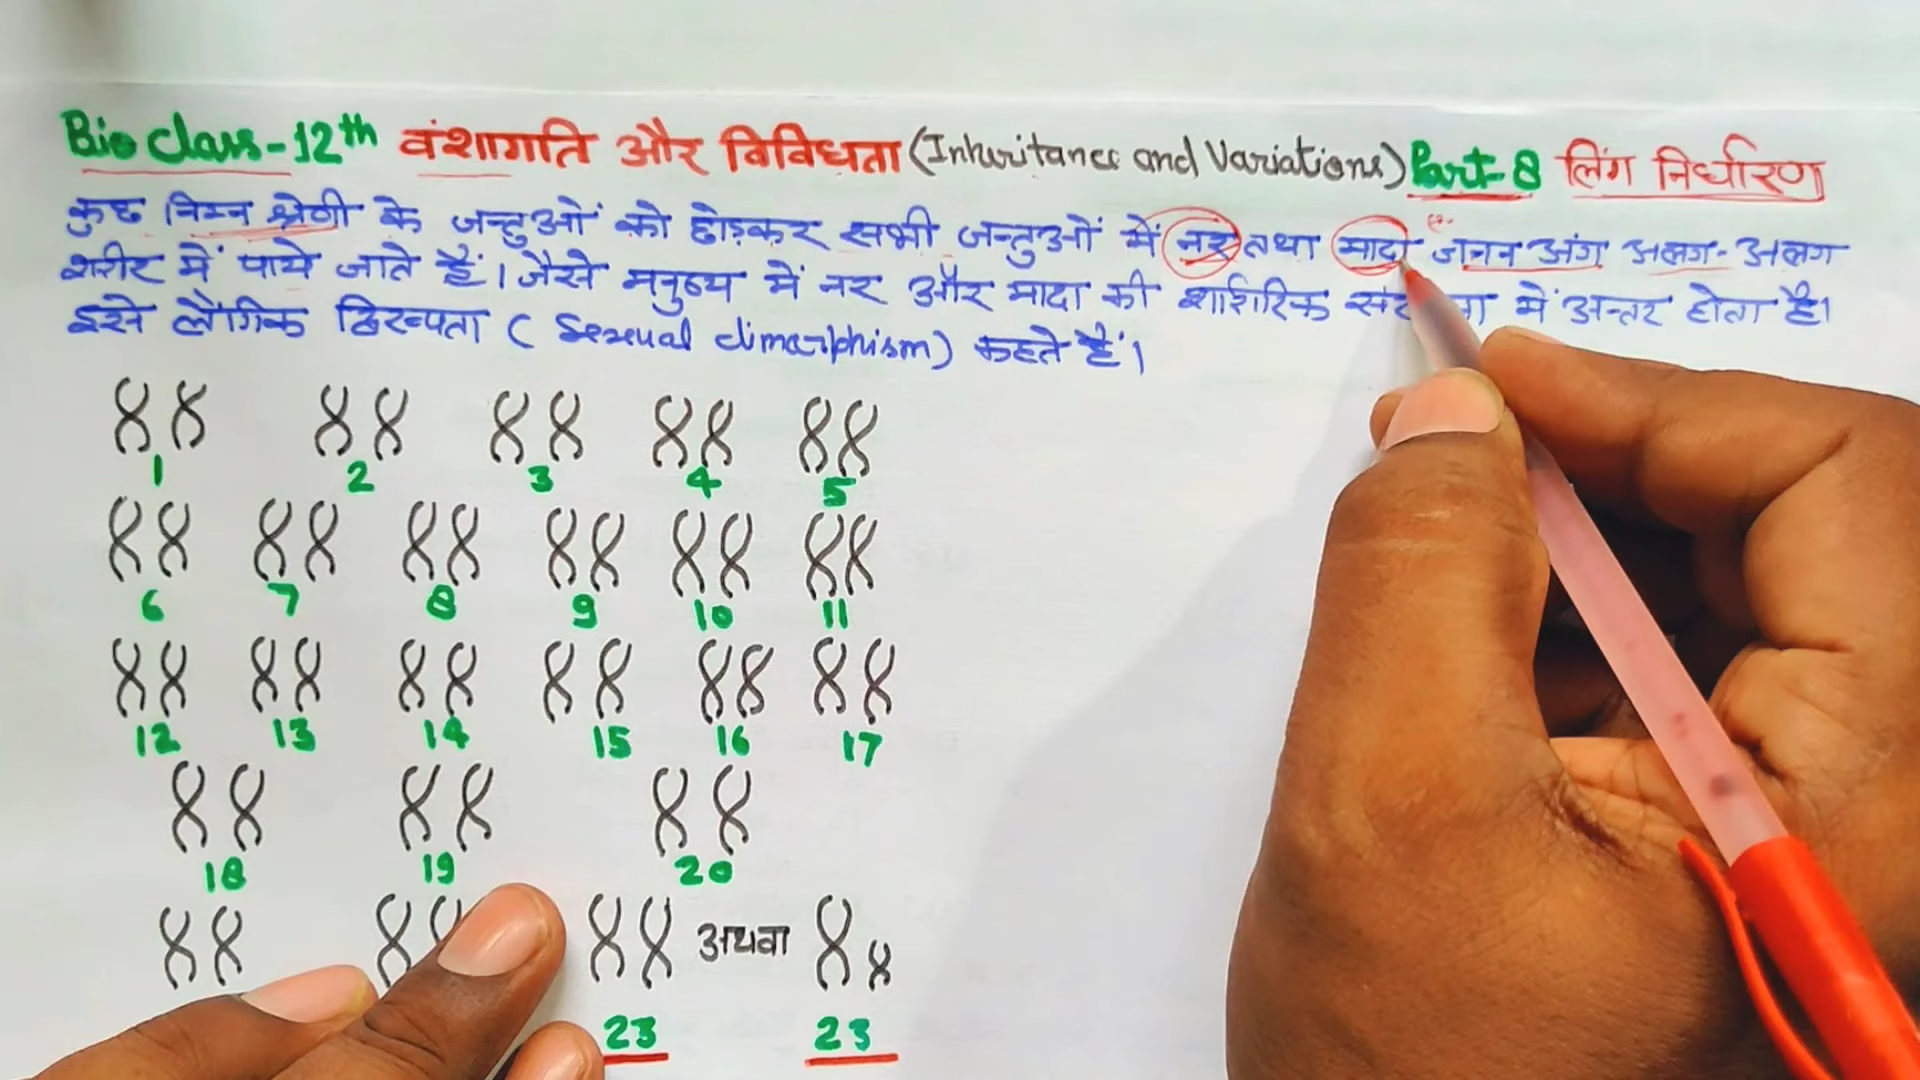 Bio Class-12th वंशागति और विविधता (Inheritance and Variations) Part-8 लिंग निर्धारण
कुछ निम्न श्रेणी के जन्तुओं को छोड़कर सभी जन्तुओं में नर तथा मादा जनन अंग अलग-अलग
शरीर में पाये जाते हैं। जैसे मनुष्य में नर और मादा की शारिरिक में अन्तर होता है।
इसे लैंगिक द्विरूपता (Sexual dimorphism) कहते हैं।
1 2 3 4 5
6 7 8 9 10 11
12 13 14 15 16 17
18 19 20
अथवा
23 23